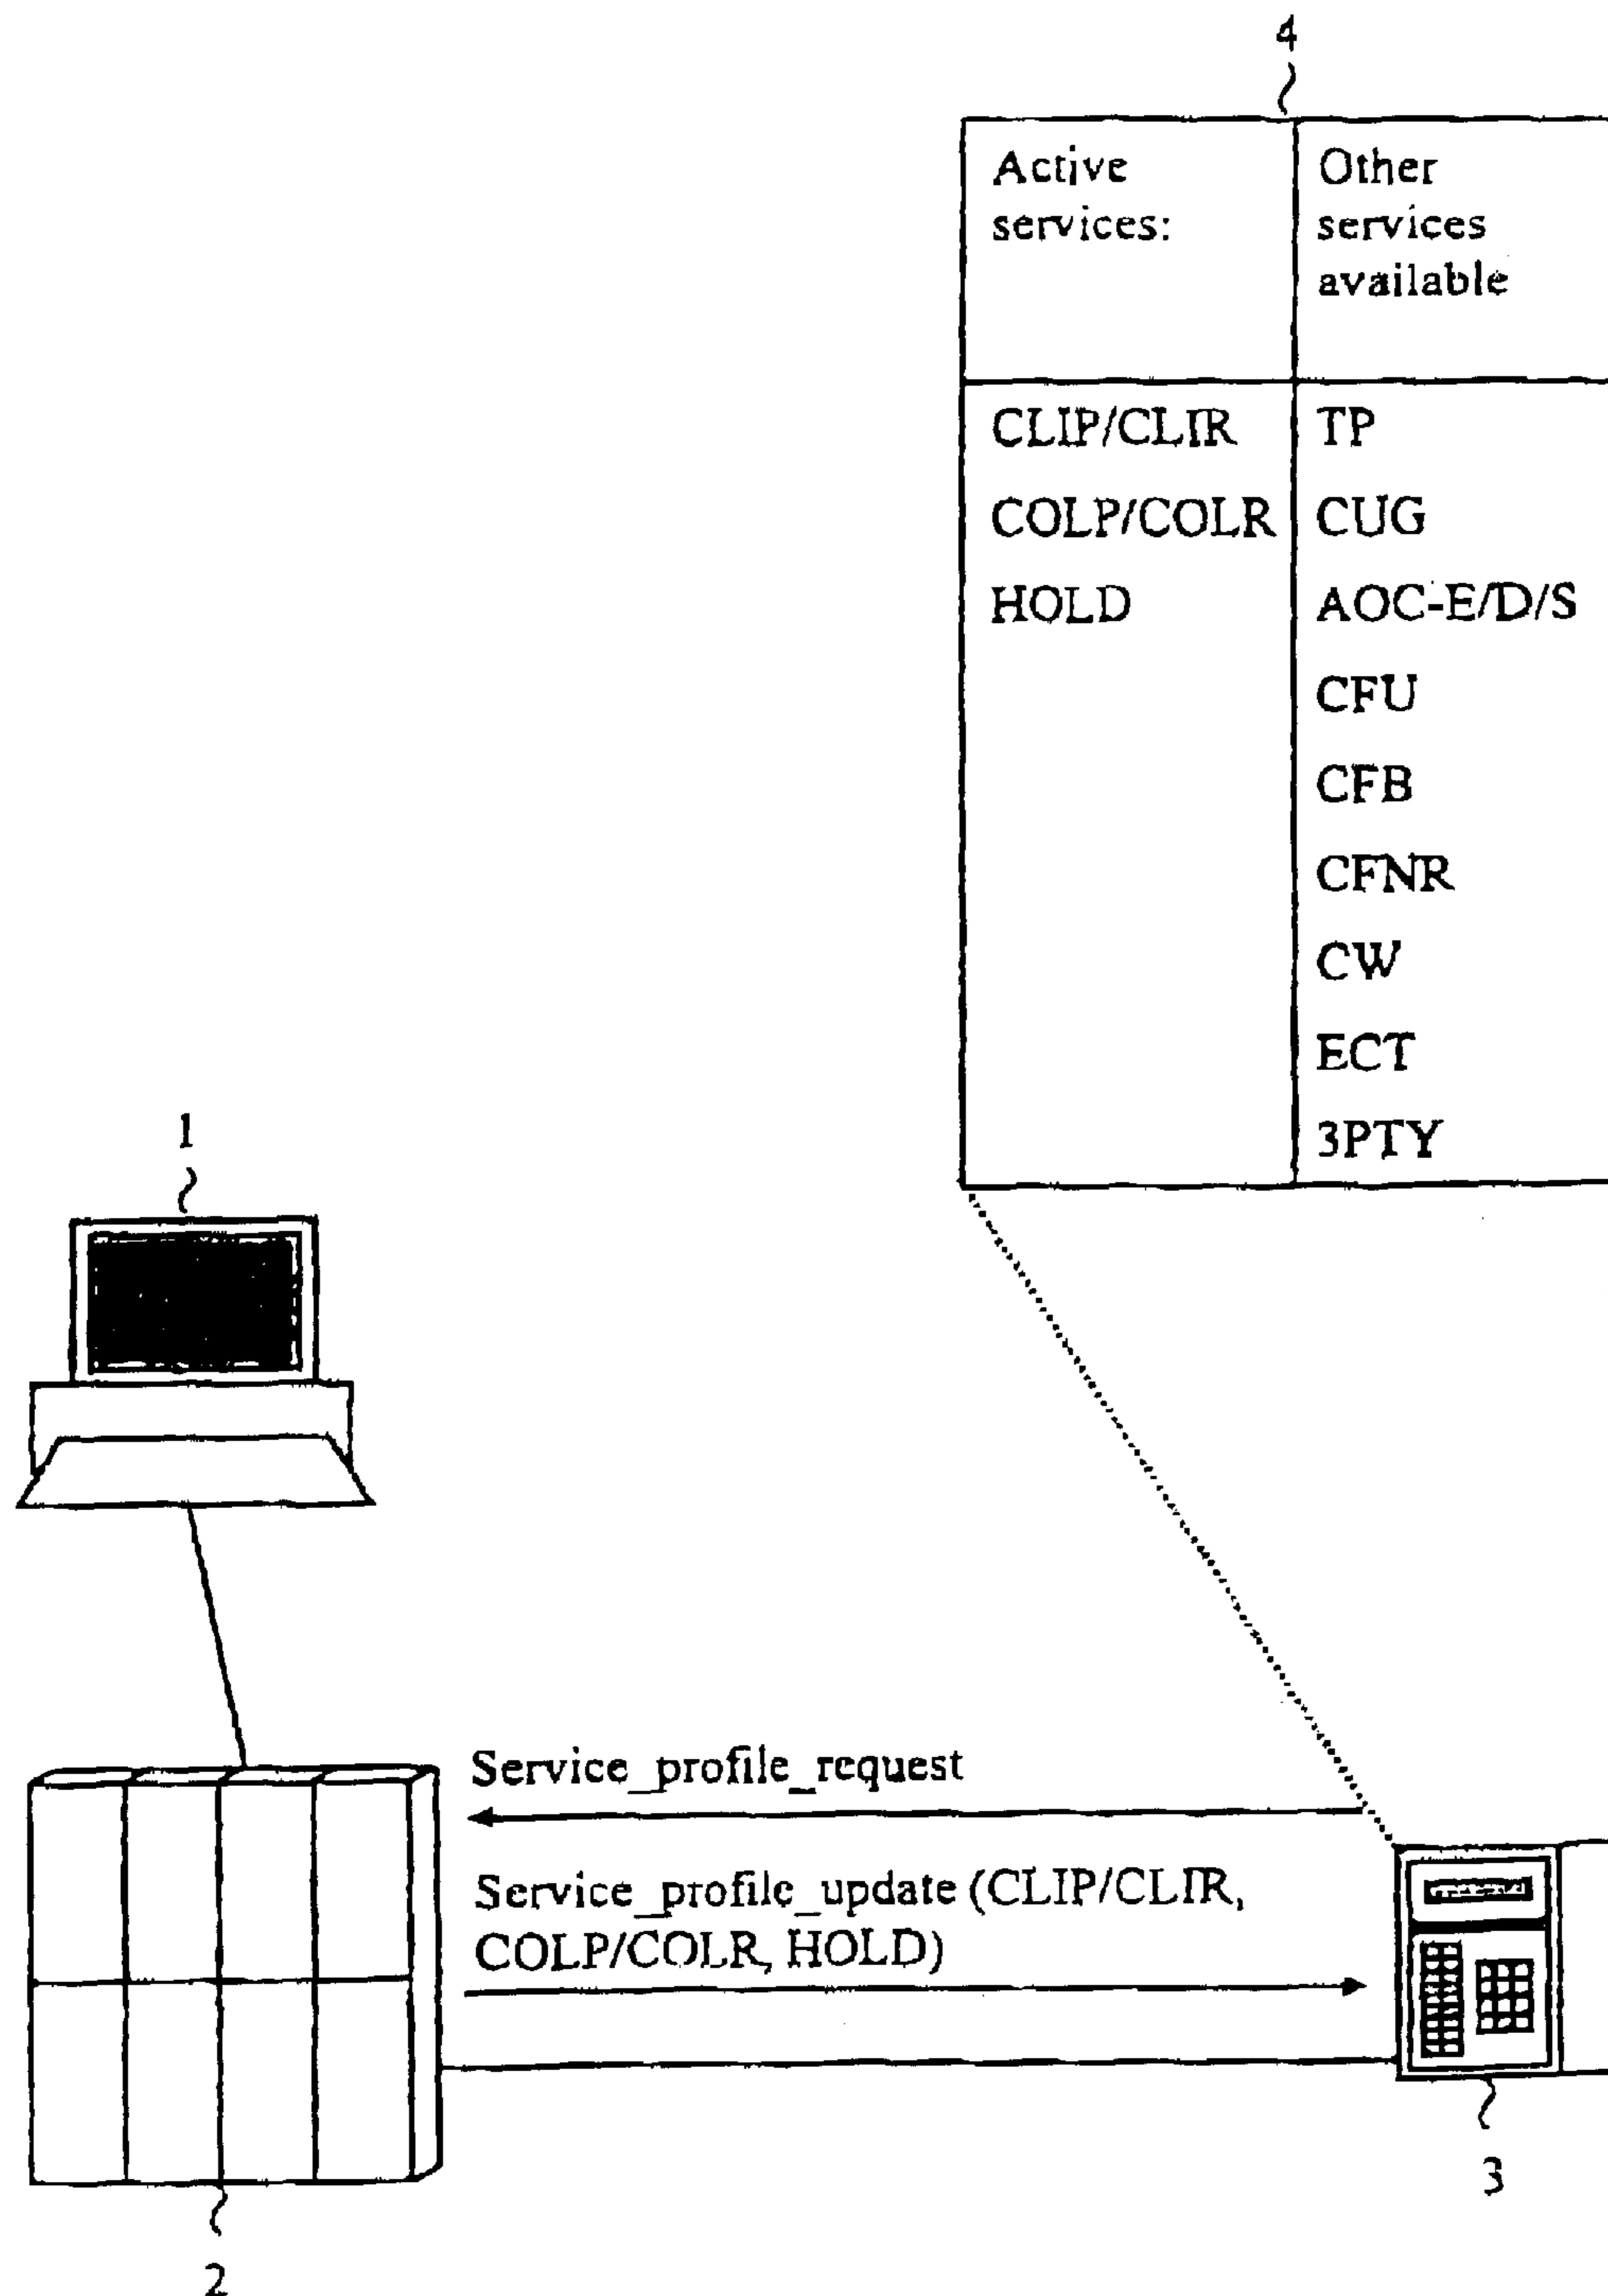 4
Active
services:
Other
services
available
CLIP/CLIR
TP
COLP/COLR
CUG
HOLD
AOC-E/D/S
CFU
CFB
CFNR
CW
ECT
3PTY
1
Service_profile_request
Service_profile_update (CLIP/CLIR,
COLP/COLR, HOLD)
3
2